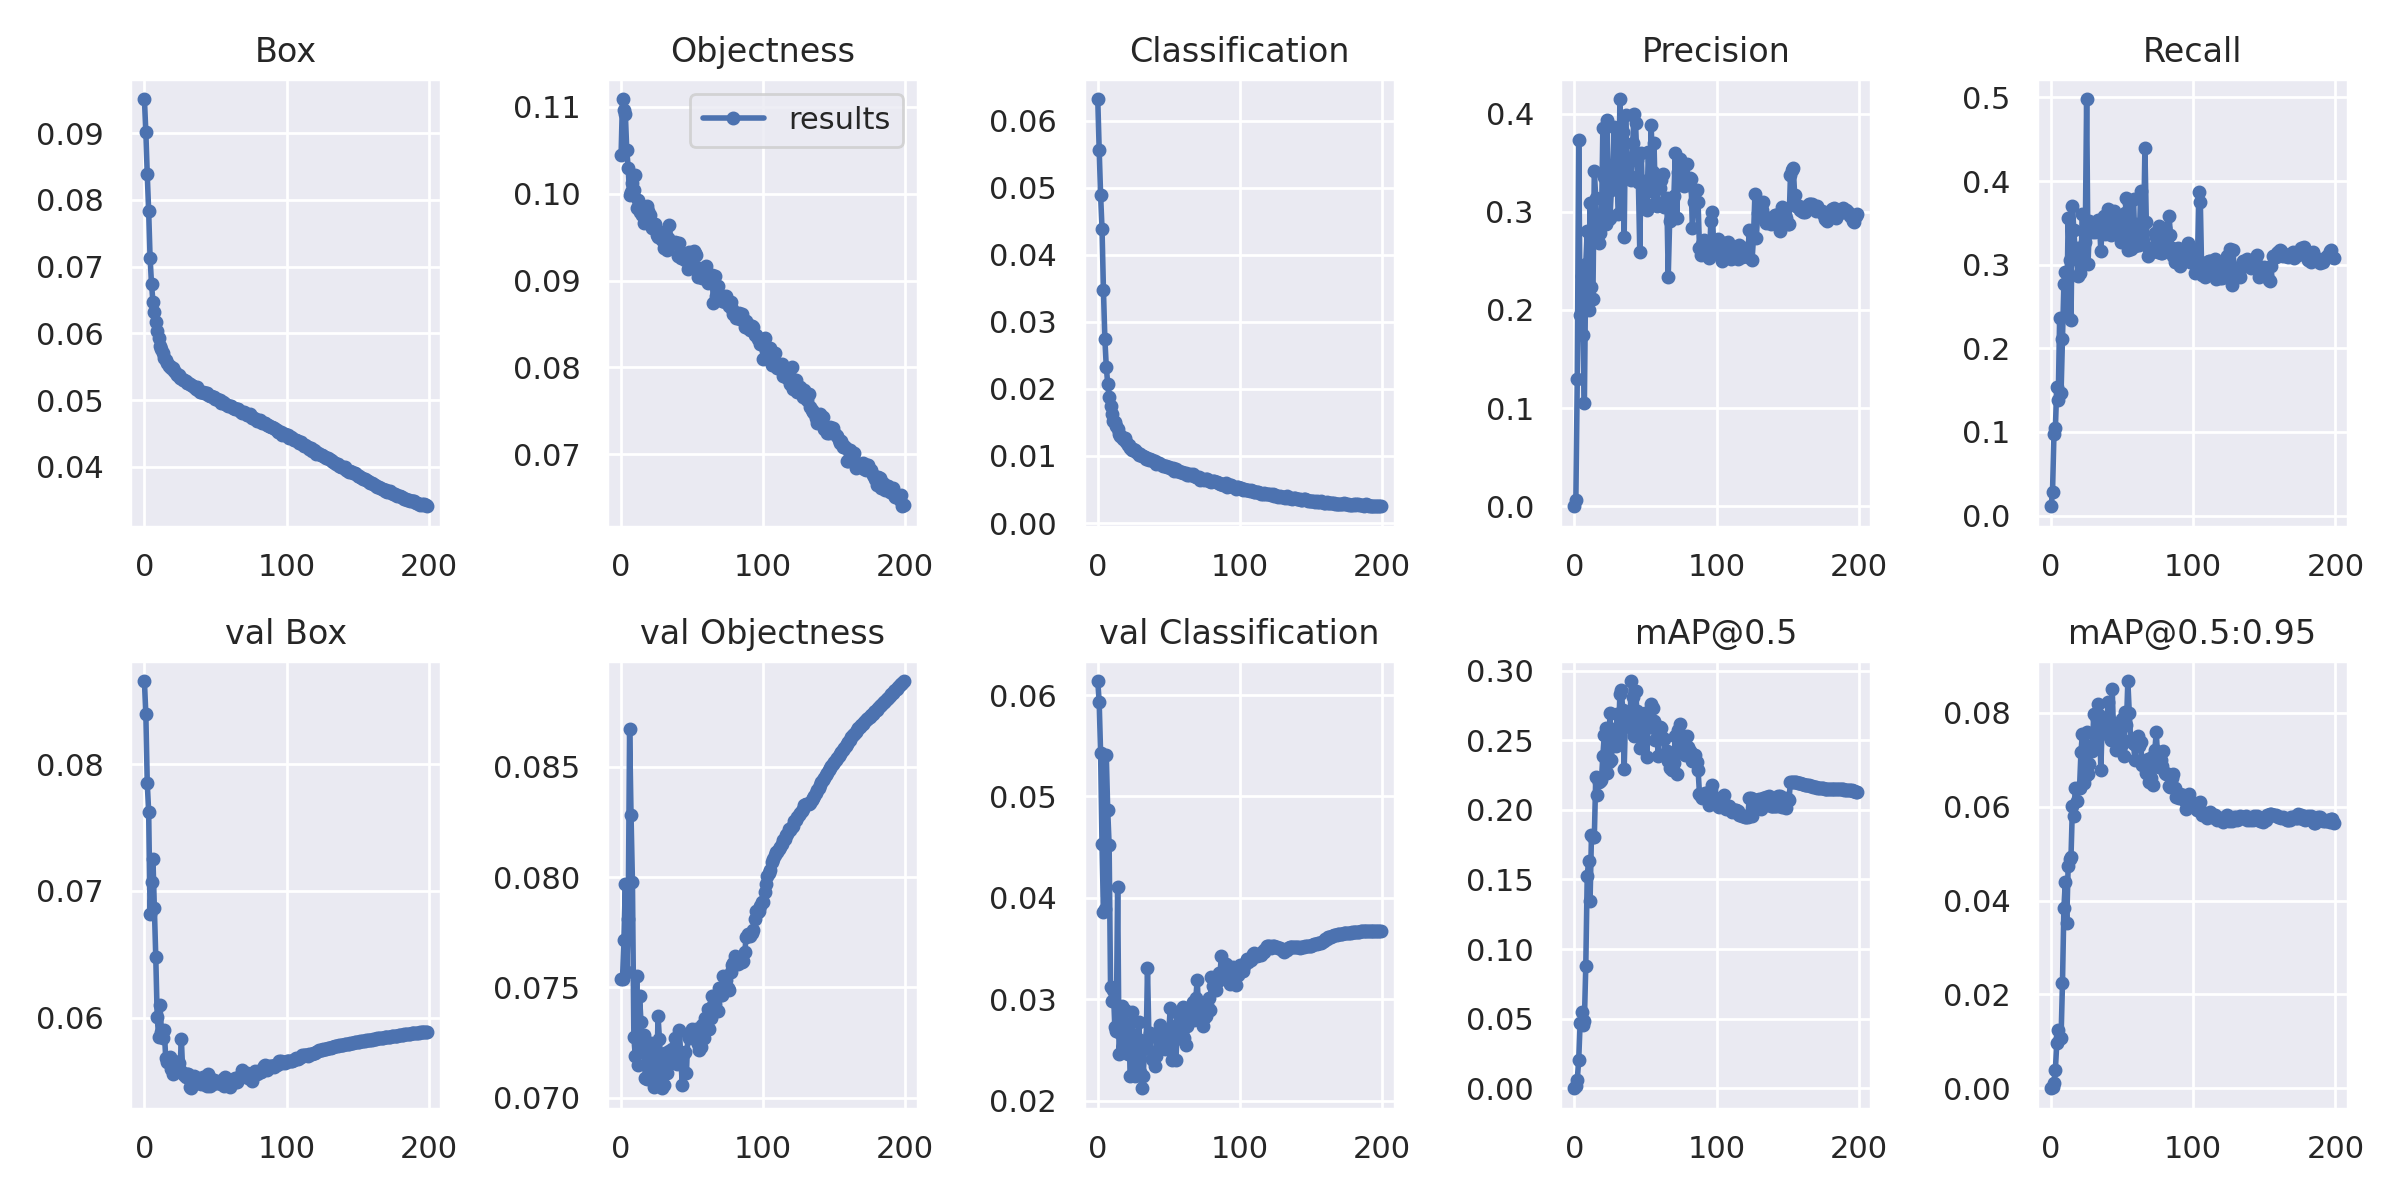 Box
Objectness
Classification
Precision
Recall
results
0.09
0.08
0.07
0.06
0.05
0.04
0 100 200
0.11
0.10
0.09
0.08
0.07
0 100 200
0.06
0.05
0.04
0.03
0.02
0.01
0.00
0 100 200
0.4
0.3
0.2
0.1
0.0
0 100 200
0.5
0.4
0.3
0.2
0.1
0.0
0 100 200
val Box
val Objectness
val Classification
mAP@0.5
mAP@0.5:0.95
0.08
0.07
0.06
0 100 200
0.085
0.080
0.075
0.070
0 100 200
0.06
0.05
0.04
0.03
0.02
0 100 200
0.30
0.25
0.20
0.15
0.10
0.05
0.00
0 100 200
0.08
0.06
0.04
0.02
0.00
0 100 200